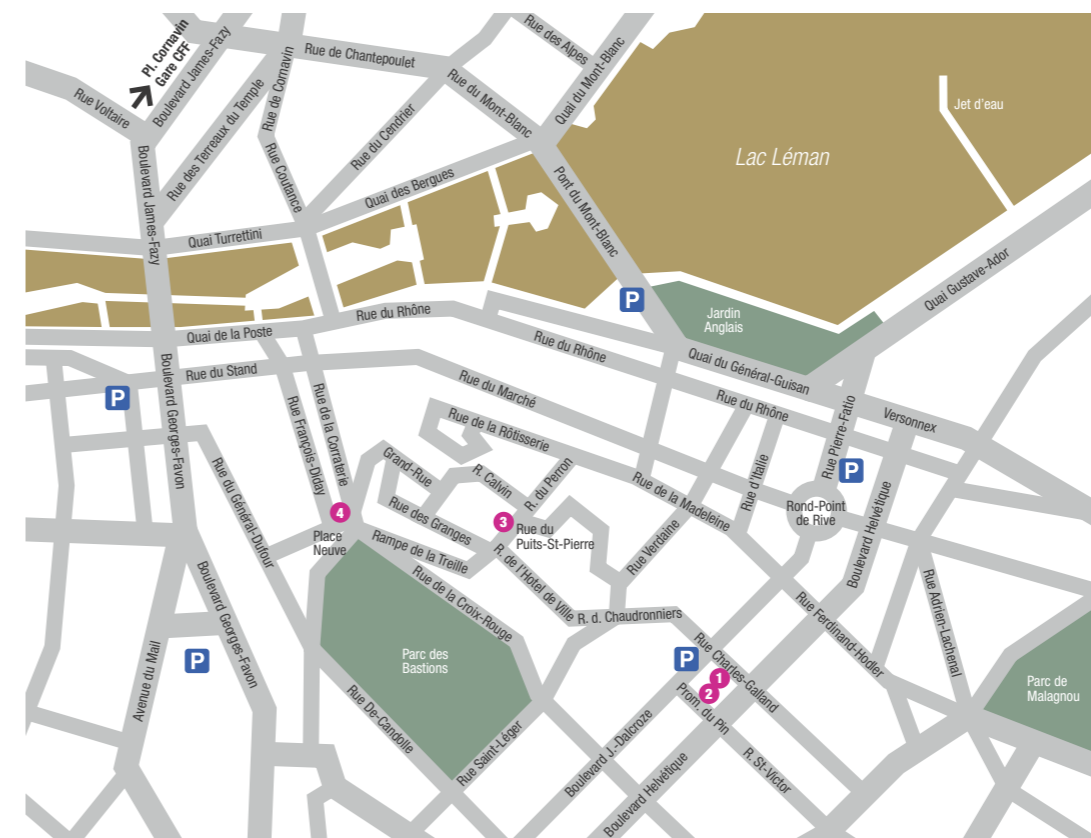 Pl. Cornavin
Gare CFF
Boulevard James-Fazy
Rue Voltaire
Rue des Terreaux du Temple
Rue de Cornavin
Rue de Chantepoulet
Rue des Alpes
Quai du Mont-Blanc
Rue du Mont-Blanc
Rue du Cendrier
Rue Coutance
Boulevard James-Fazy
Quai des Bergues
Quai Turrettini
Pont du Mont-Blanc
Lac Léman
Jet d'eau
Quai Gustave-Ador
P
Jardin
Anglais
Quai de la Poste
Rue du Rhône
Rue du Rhône
Quai du Général-Guisan
Rue du Rhône
Versonnex
Rue du Stand
Rue du Marché
P
Boulevard Georges-Favon
Rue François-Diday
Rue de la Corraterie
Rue de la Rôtisserie
Rue Pierre-Fatio
P
Grand-Rue
R. Calvin
R. du Perron
Rue de la Madeleine
Rue d'Italie
Rond-Point
de Rive
Boulevard Helvétique
Rue du Général-Dufour
4
Place
Neuve
Rue des Granges
3
Rue du
Puits-St-Pierre
Rampe de la Treille
R. de l'Hotel de Ville
Rue Verdaine
Rue de la Croix-Rouge
R. d. Chaudronniers
Boulevard Georges-Favon
Rue Ferdinand-Hodler
Rue Adrien-Lachenal
Avenue du Mail
P
Parc des
Bastions
P
Rue Charles-Galland
1
2
Prom. du Pin
Parc de
Malagnou
Rue De-Candolle
Rue Saint-Léger
Boulevard J.-Dalcroze
Boulevard Helvétique
R. St-Victor